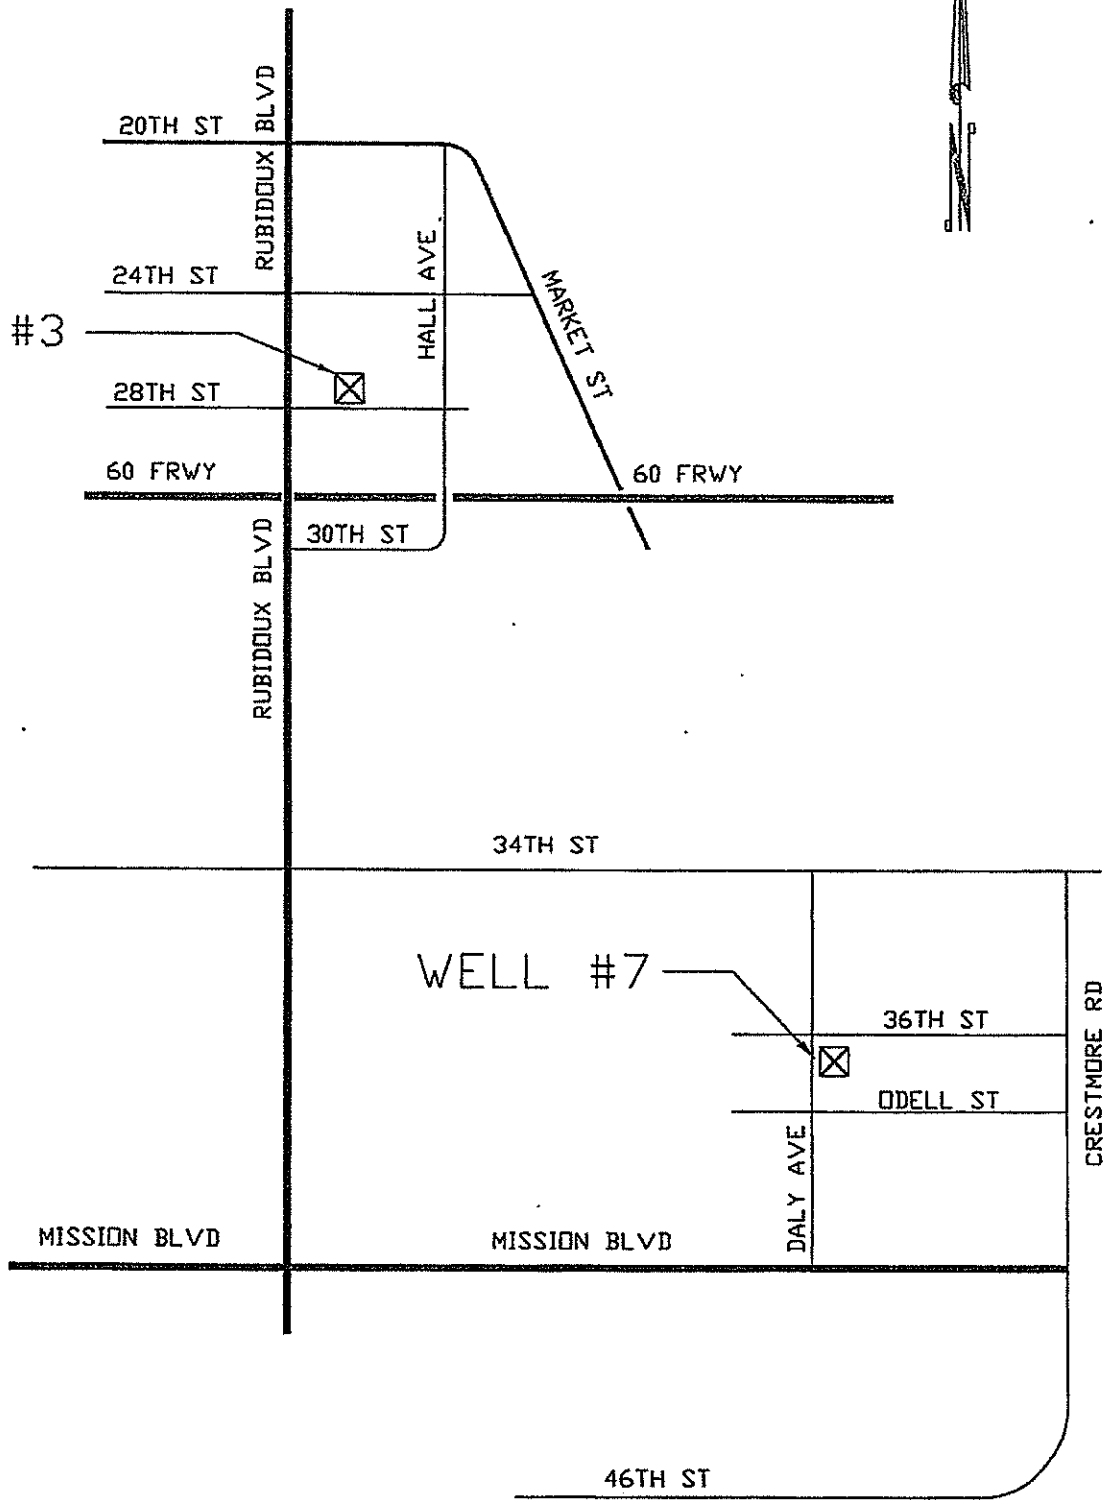 20TH ST
RUBIDOUX BLVD
24TH ST
HALL AVE.
MARKET ST
#3
28TH ST
60 FRWY
60 FRWY
30TH ST
RUBIDOUX BLVD
34TH ST
WELL #7
36TH ST
CRESTMORE RD
ODELL ST
DALY AVE
MISSION BLVD
MISSION BLVD
46TH ST